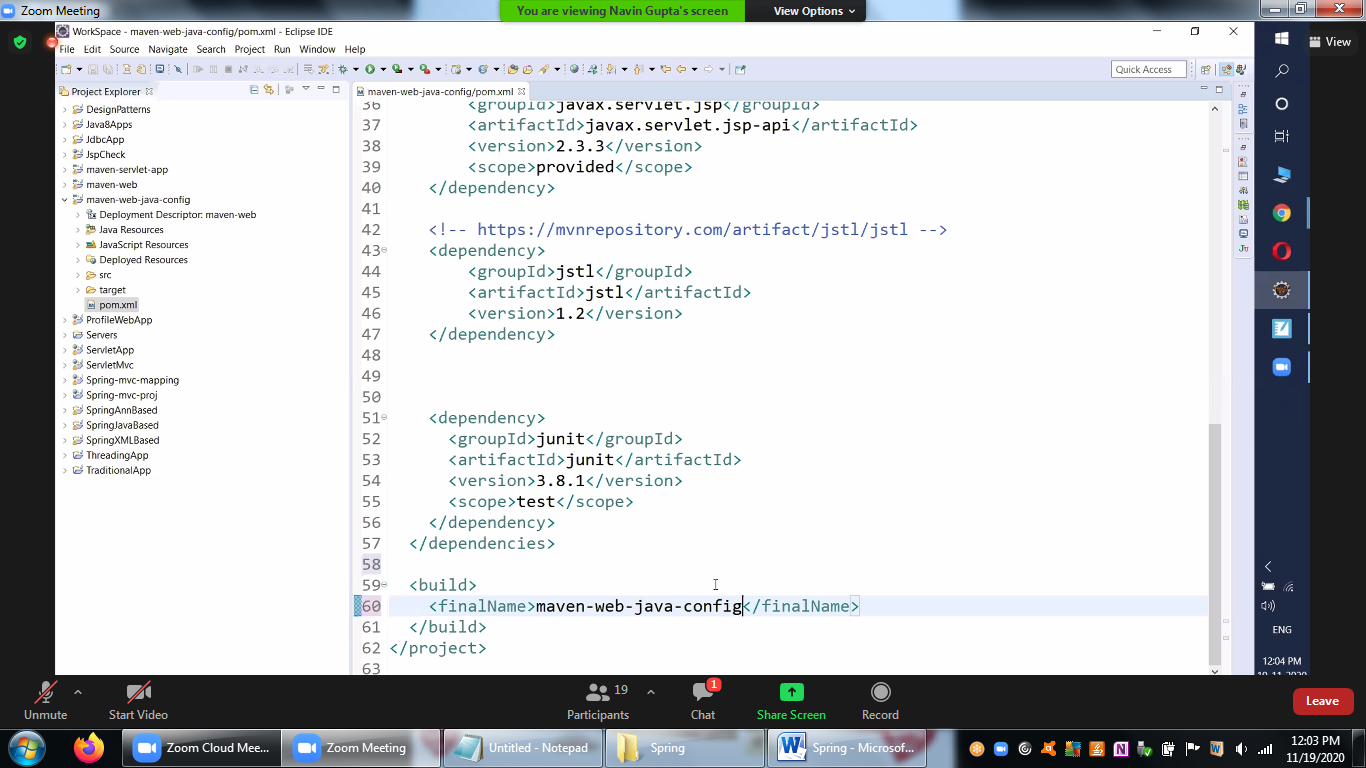 Zoom Meeting
You are viewing Navin Gupta's screen
View Options
View
WorkSpace - maven-web-java-config/pom.xml - Eclipse IDE
File Edit Source Navigate Search Project Run Window Help
Quick Access
Project Explorer
maven-web-java-config/pom.xml
DesignPatterns
Java8Apps
JdbcApp
JspCheck
maven-servlet-app
maven-web
maven-web-java-config
Deployment Descriptor: maven-web
Java Resources
JavaScript Resources
Deployed Resources
src
target
pom.xml
ProfileWebApp
Servers
ServletApp
ServletMvc
Spring-mvc-mapping
Spring-mvc-proj
SpringAnnBased
SpringJavaBased
SpringXMLBased
ThreadingApp
TraditionalApp
36 <groupId>javax.servlet.jsp</groupId>
37 <artifactId>javax.servlet.jsp-api</artifactId>
38 <version>2.3.3</version>
39 <scope>provided</scope>
40 </dependency>
41
42 <!-- https://mvnrepository.com/artifact/jstl/jstl -->
43 <dependency>
44 <groupId>jstl</groupId>
45 <artifactId>jstl</artifactId>
46 <version>1.2</version>
47 </dependency>
48
49
50
51 <dependency>
52 <groupId>junit</groupId>
53 <artifactId>junit</artifactId>
54 <version>3.8.1</version>
55 <scope>test</scope>
56 </dependency>
57 </dependencies>
58
59 <build>
60 <finalName>maven-web-java-config</finalName>
61 </build>
62 </project>
63
ENG
12:04 PM
Unmute
Start Video
Participants
19
Chat
1
Share Screen
Record
Leave
Zoom Cloud Mee...
Zoom Meeting
Untitled - Notepad
Spring
Spring - Microsof...
12:03 PM
11/19/2020